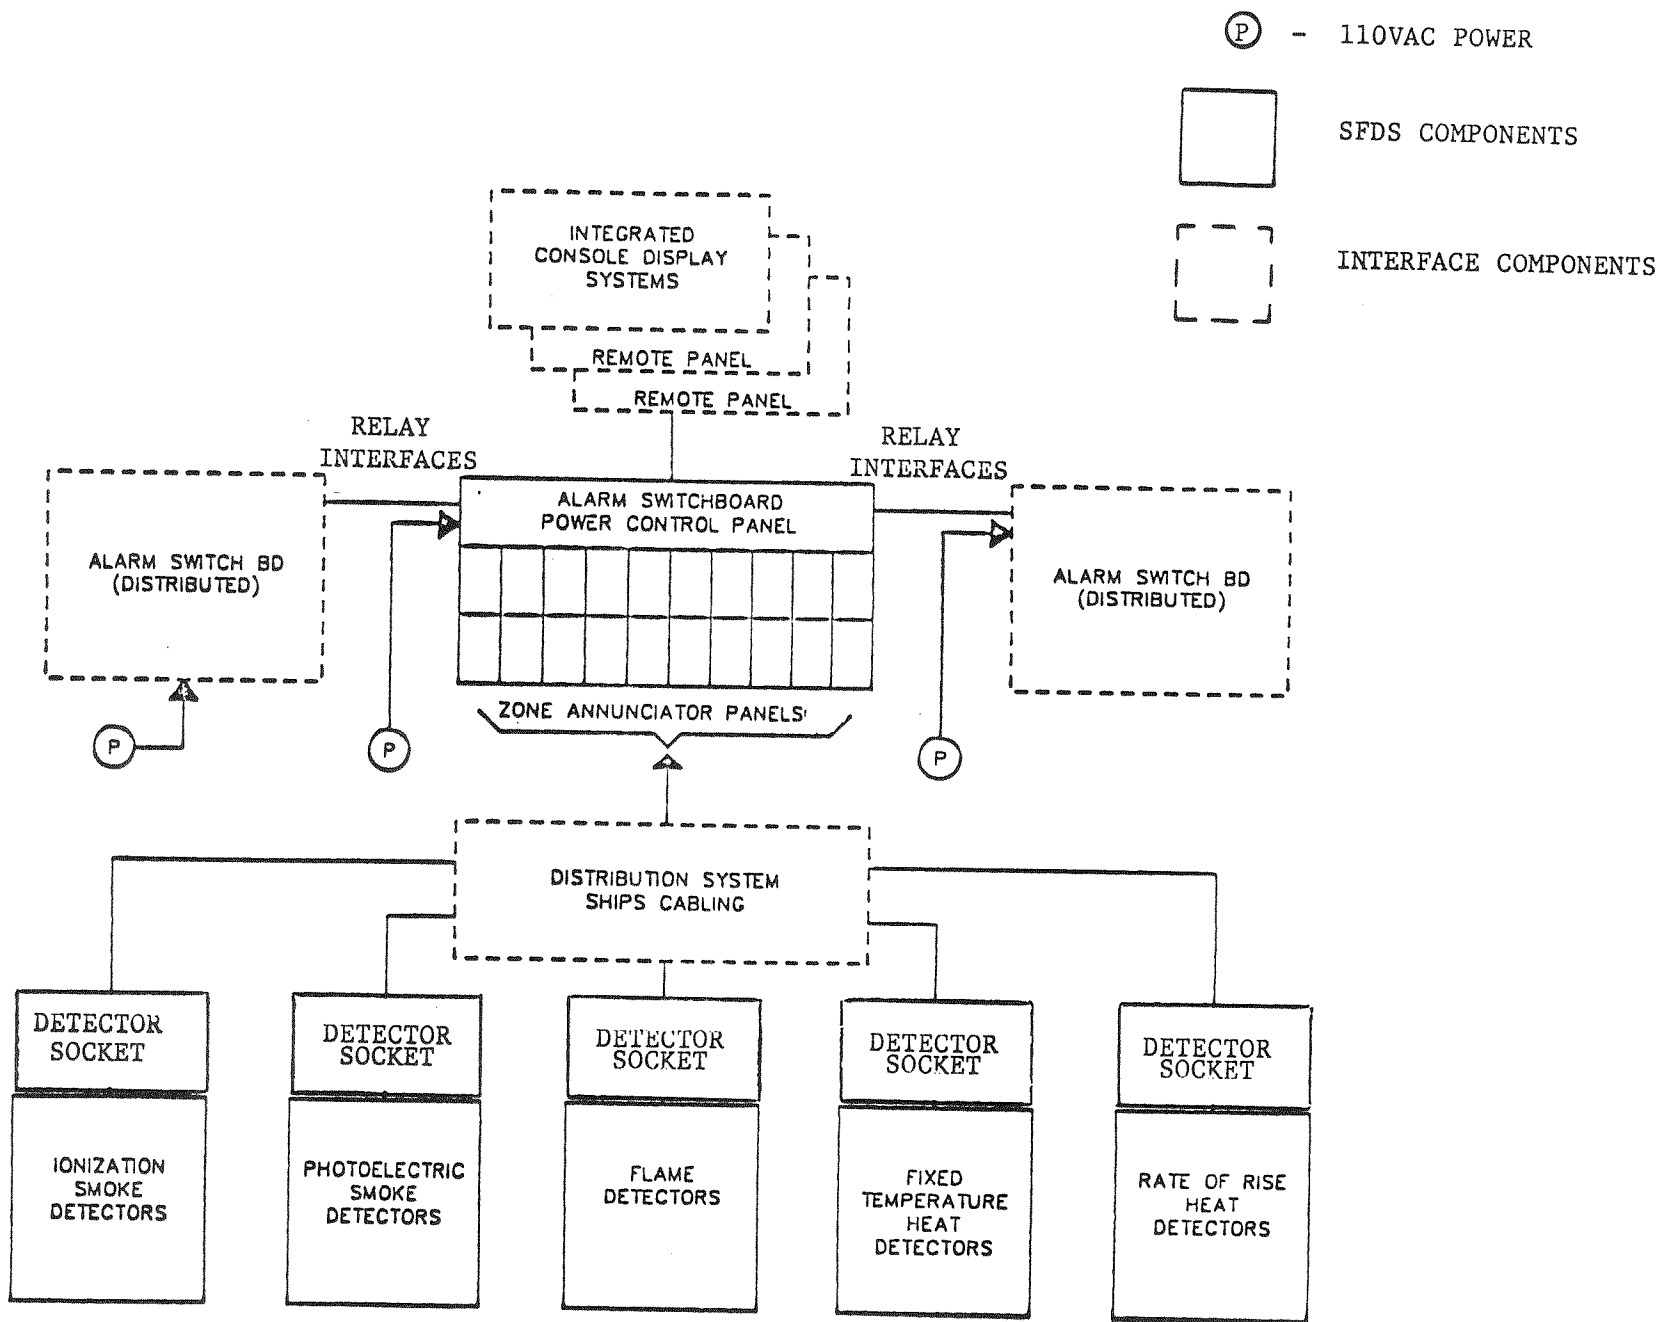 P - 110VAC POWER
SFDS COMPONENTS
INTERFACE COMPONENTS
INTEGRATED
CONSOLE DISPLAY
SYSTEMS
REMOTE PANEL
REMOTE PANEL
RELAY
INTERFACES
RELAY
INTERFACES
ALARM SWITCHBOARD
POWER CONTROL PANEL
ALARM SWITCH BD
(DISTRIBUTED)
ALARM SWITCH BD
(DISTRIBUTED)
ZONE ANNUNCIATOR PANELS
P
P
P
DISTRIBUTION SYSTEM
SHIPS CABLING
DETECTOR
SOCKET
DETECTOR
SOCKET
DETECTOR
SOCKET
DETECTOR
SOCKET
DETECTOR
SOCKET
IONIZATION
SMOKE
DETECTORS
PHOTOELECTRIC
SMOKE
DETECTORS
FLAME
DETECTORS
FIXED
TEMPERATURE
HEAT
DETECTORS
RATE OF RISE
HEAT
DETECTORS